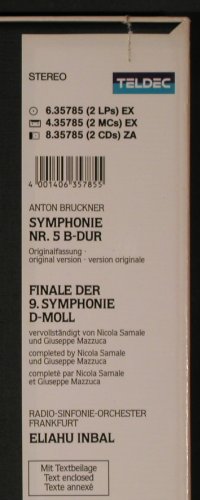 STEREO
TELDEC
6.35785 (2 LPs) EX
4.35785 (2 MCs) EX
8.35785 (2 CDs) ZA
4 001406 357855
ANTON BRUCKNER
SYMPHONIE
NR. 5 B-DUR
Originalfassung ·
original version · version originale
FINALE DER
9. SYMPHONIE
D-MOLL
vervollständigt von Nicola Samale
und Giuseppe Mazzuca
completed by Nicola Samale
und Giuseppe Mazzuca
completé par Nicola Samale
et Giuseppe Mazzuca
RADIO-SINFONIE-ORCHESTER
FRANKFURT
ELIAHU INBAL
Mit Textbeilage
Text enclosed
Texte annexé